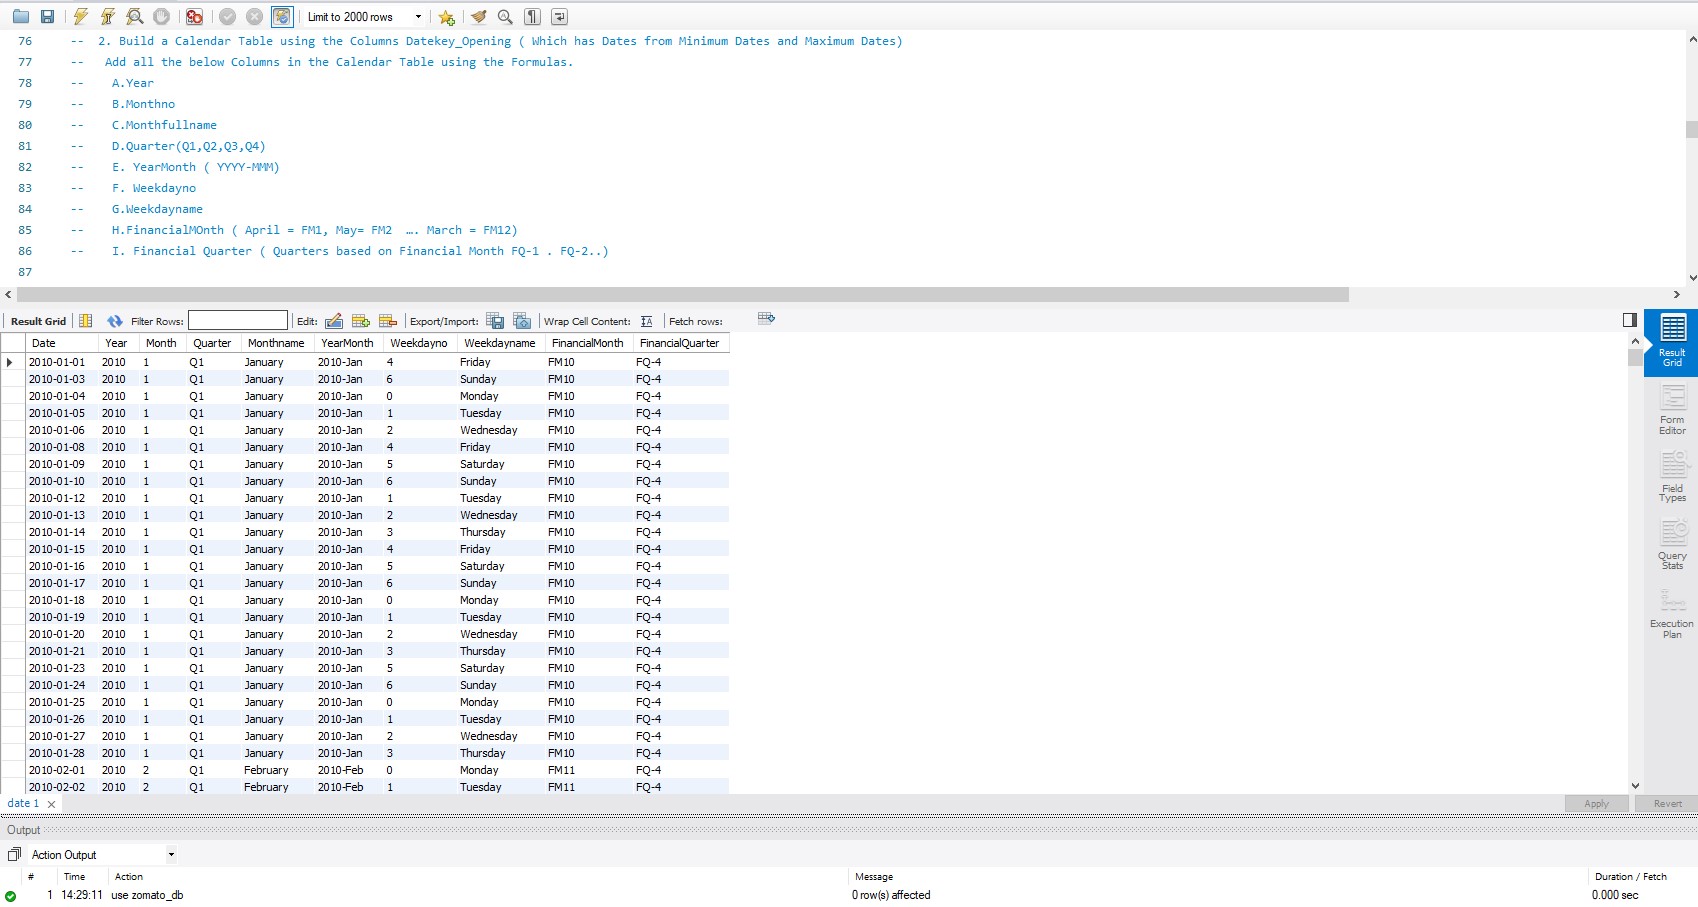 Limit to 2000 rows
76 -- 2. Build a Calendar Table using the Columns Datekey_Opening ( Which has Dates from Minimum Dates and Maximum Dates)
77 -- Add all the below Columns in the Calendar Table using the Formulas.
78 -- A.Year
79 -- B.Monthno
80 -- C.Monthfullname
81 -- D.Quarter(Q1,Q2,Q3,Q4)
82 -- E. YearMonth ( YYYY-MMM)
83 -- F. Weekdayno
84 -- G.Weekdayname
85 -- H.FinancialMOnth ( April = FM1, May= FM2 …. March = FM12)
86 -- I. Financial Quarter ( Quarters based on Financial Month FQ-1 . FQ-2..)
87
Result Grid Filter Rows: Edit: Export/Import: Wrap Cell Content: Fetch rows:
Date Year Month Quarter Monthname YearMonth Weekdayno Weekdayname FinancialMonth FinancialQuarter
2010-01-01 2010 1 Q1 January 2010-Jan 4 Friday FM10 FQ-4
2010-01-03 2010 1 Q1 January 2010-Jan 6 Sunday FM10 FQ-4
2010-01-04 2010 1 Q1 January 2010-Jan 0 Monday FM10 FQ-4
2010-01-05 2010 1 Q1 January 2010-Jan 1 Tuesday FM10 FQ-4
2010-01-06 2010 1 Q1 January 2010-Jan 2 Wednesday FM10 FQ-4
2010-01-08 2010 1 Q1 January 2010-Jan 4 Friday FM10 FQ-4
2010-01-09 2010 1 Q1 January 2010-Jan 5 Saturday FM10 FQ-4
2010-01-10 2010 1 Q1 January 2010-Jan 6 Sunday FM10 FQ-4
2010-01-12 2010 1 Q1 January 2010-Jan 1 Tuesday FM10 FQ-4
2010-01-13 2010 1 Q1 January 2010-Jan 2 Wednesday FM10 FQ-4
2010-01-14 2010 1 Q1 January 2010-Jan 3 Thursday FM10 FQ-4
2010-01-15 2010 1 Q1 January 2010-Jan 4 Friday FM10 FQ-4
2010-01-16 2010 1 Q1 January 2010-Jan 5 Saturday FM10 FQ-4
2010-01-17 2010 1 Q1 January 2010-Jan 6 Sunday FM10 FQ-4
2010-01-18 2010 1 Q1 January 2010-Jan 0 Monday FM10 FQ-4
2010-01-19 2010 1 Q1 January 2010-Jan 1 Tuesday FM10 FQ-4
2010-01-20 2010 1 Q1 January 2010-Jan 2 Wednesday FM10 FQ-4
2010-01-21 2010 1 Q1 January 2010-Jan 3 Thursday FM10 FQ-4
2010-01-23 2010 1 Q1 January 2010-Jan 5 Saturday FM10 FQ-4
2010-01-24 2010 1 Q1 January 2010-Jan 6 Sunday FM10 FQ-4
2010-01-25 2010 1 Q1 January 2010-Jan 0 Monday FM10 FQ-4
2010-01-26 2010 1 Q1 January 2010-Jan 1 Tuesday FM10 FQ-4
2010-01-27 2010 1 Q1 January 2010-Jan 2 Wednesday FM10 FQ-4
2010-01-28 2010 1 Q1 January 2010-Jan 3 Thursday FM10 FQ-4
2010-02-01 2010 2 Q1 February 2010-Feb 0 Monday FM11 FQ-4
2010-02-02 2010 2 Q1 February 2010-Feb 1 Tuesday FM11 FQ-4
Result
Grid
Form
Editor
Field
Types
Query
Stats
Execution
Plan
date 1 Apply Revert
Output
Action Output
# Time Action Message Duration / Fetch
1 14:29:11 use zomato_db 0 row(s) affected 0.000 sec